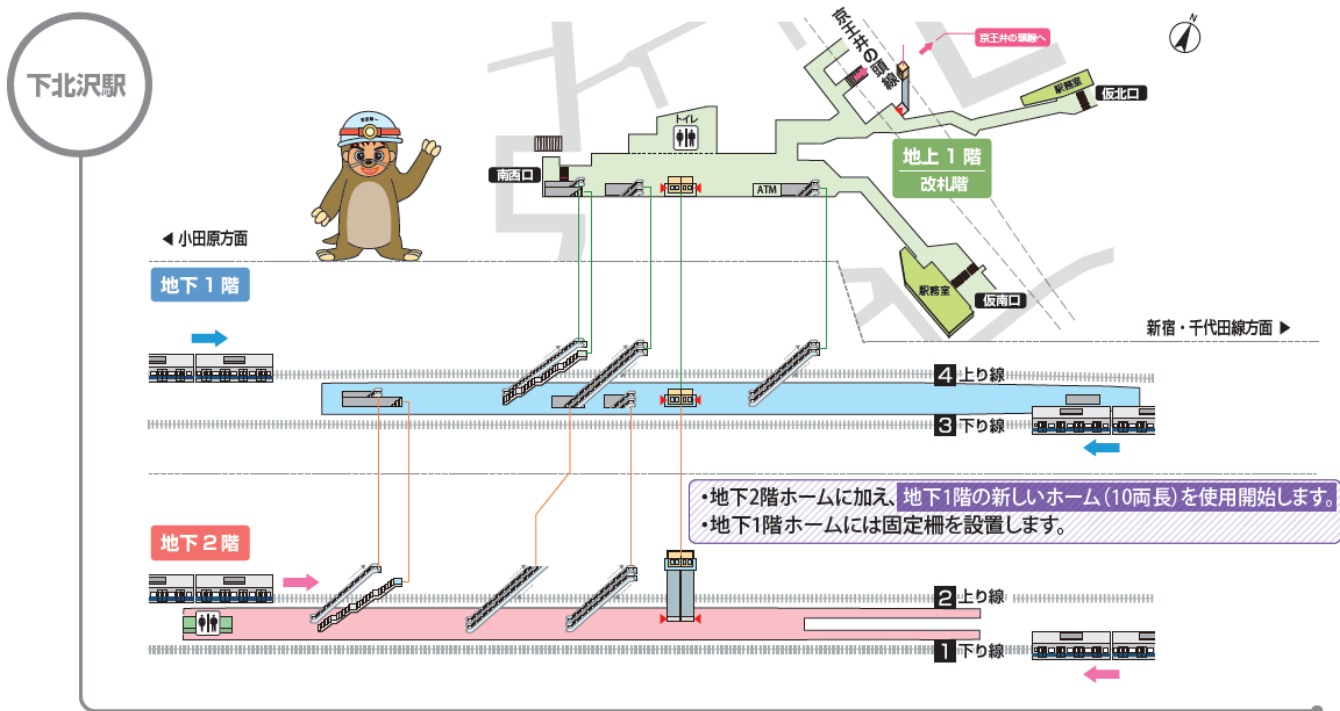 下北沢駅
京王井の頭線
京王井の頭線へ
N
駅務室
仮北口
トイレ
地上1階
改札階
南西口
ATM
◀ 小田原方面
駅務室
仮南口
地下1階
新宿・千代田線方面 ▶
4 上り線
3 下り線
・地下2階ホームに加え、地下1階の新しいホーム(10両長)を使用開始します。
・地下1階ホームには固定柵を設置します。
地下2階
2 上り線
1 下り線